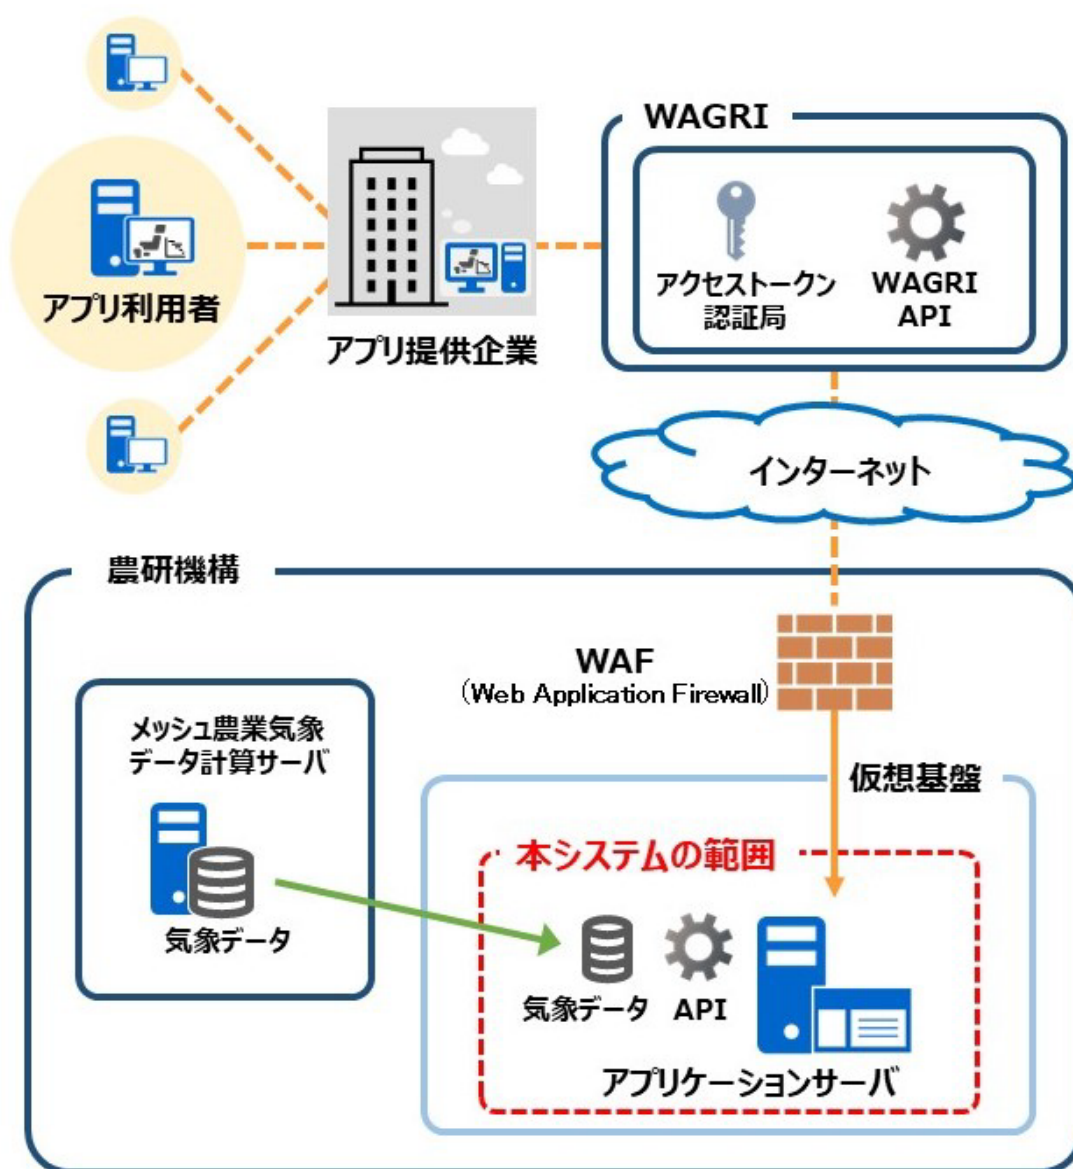 WAGRI
アクセストークン
認証局
WAGRI
API
アプリ利用者
アプリ提供企業
インターネット
農研機構
WAF
(Web Application Firewall)
メッシュ農業気象
データ計算サーバ
気象データ
仮想基盤
本システムの範囲
気象データ
API
アプリケーションサーバ